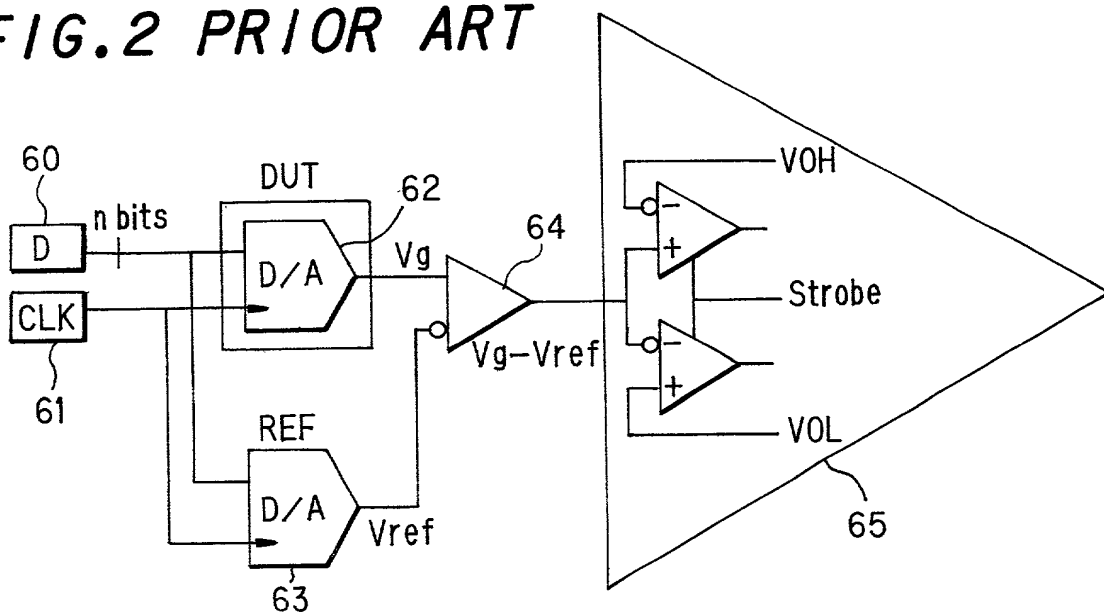 FIG.2 PRIOR ART
60
D
n bits
CLK
61
DUT
D/A
62
Vg
64
Vg-Vref
REF
D/A
Vref
63
VOH
-
+
Strobe
-
+
VOL
65